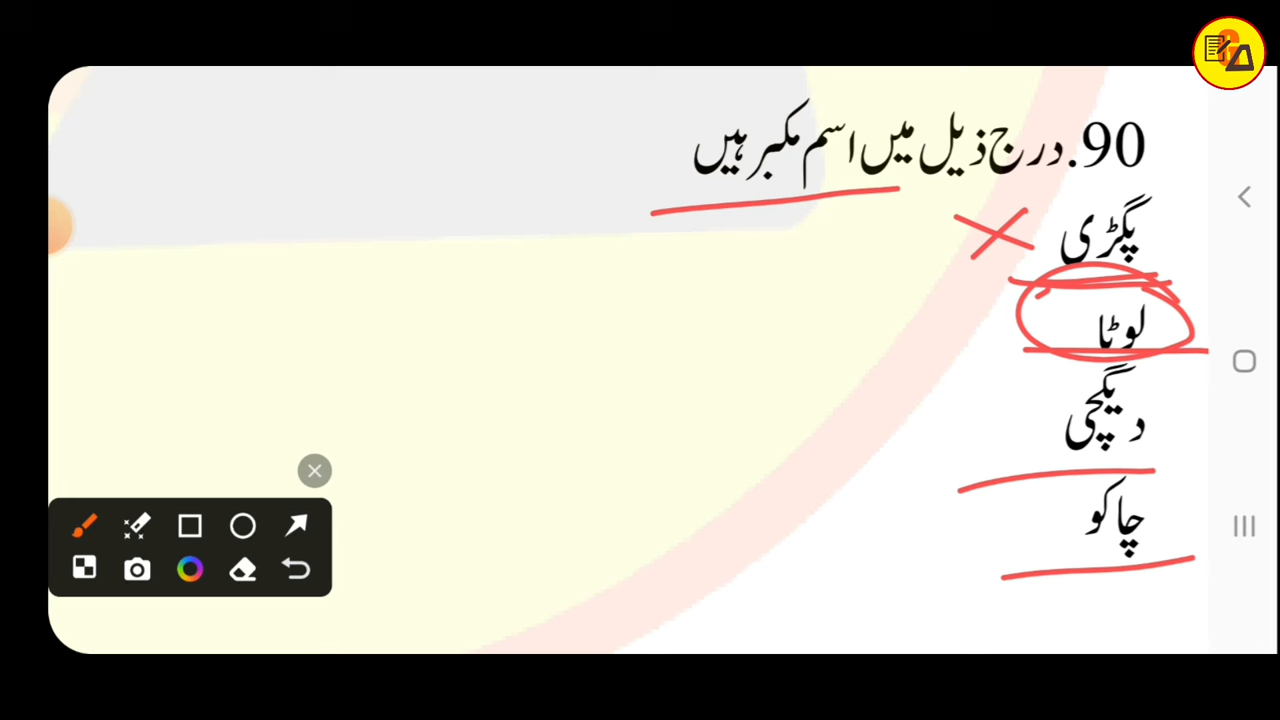 90. درج ذیل میں اسم مکبر ہیں
پگڑی
لوٹا
دیگچی
چاکو